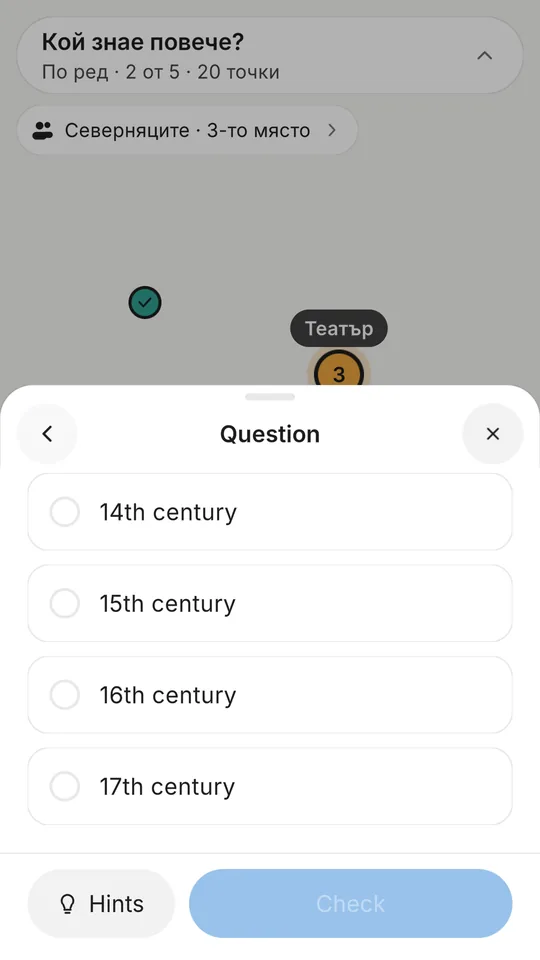 Кой знае повече?
По ред · 2 от 5 · 20 точки
Северняците · 3-то място
Театър
3
Question
14th century
15th century
16th century
17th century
Hints
Check